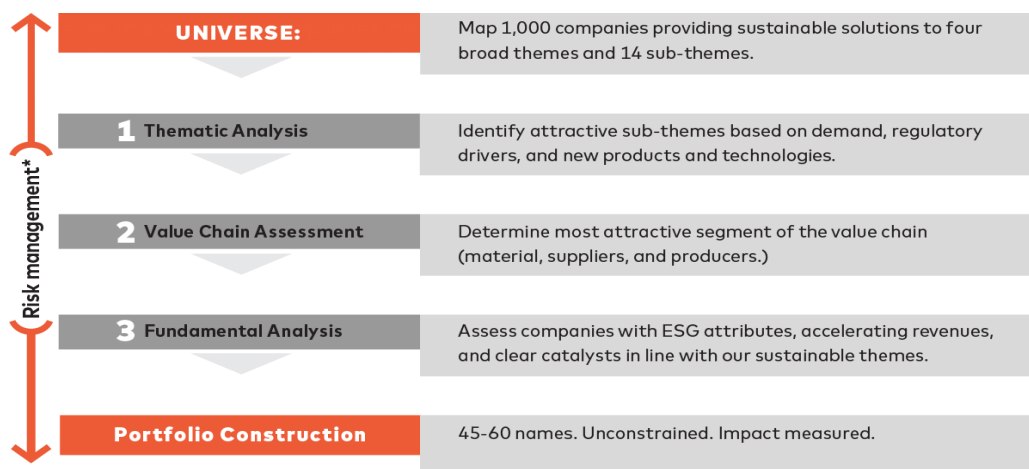 UNIVERSE:
Map 1,000 companies providing sustainable solutions to four
broad themes and 14 sub-themes.
1 Thematic Analysis
Identify attractive sub-themes based on demand, regulatory
drivers, and new products and technologies.
Risk management*
2 Value Chain Assessment
Determine most attractive segment of the value chain
(material, suppliers, and producers.)
3 Fundamental Analysis
Assess companies with ESG attributes, accelerating revenues,
and clear catalysts in line with our sustainable themes.
Portfolio Construction
45-60 names. Unconstrained. Impact measured.